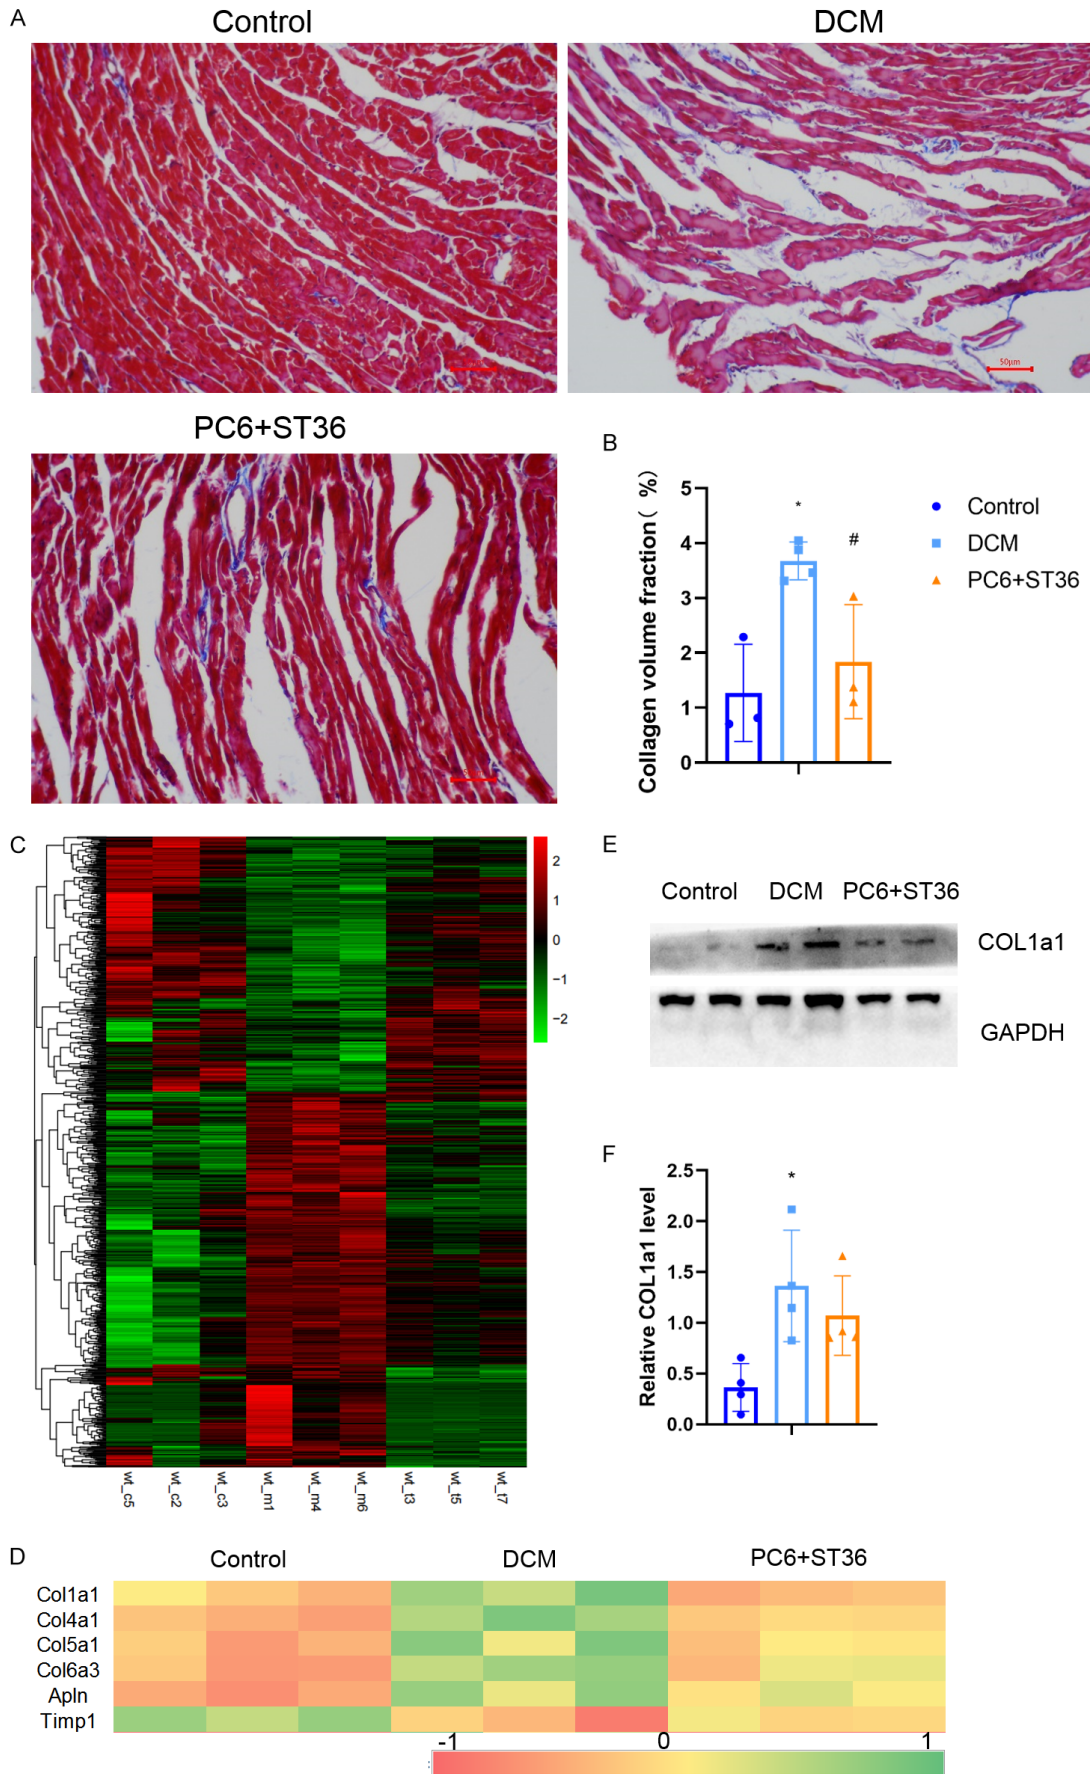 A
Control
DCM
50μm
PC6+ST36
B
Collagen volume fraction( %)
5
4
3
2
1
0
*
#
Control
DCM
PC6+ST36
C
2
1
0
−1
−2
wt_c5
wt_c2
wt_c3
wt_m1
wt_m4
wt_m6
wt_t3
wt_t5
wt_t7
E
Control DCM PC6+ST36
COL1a1
GAPDH
F
Relative COL1a1 level
2.5
2.0
1.5
1.0
0.5
0.0
*
D
Control DCM PC6+ST36
Col1a1
Col4a1
Col5a1
Col6a3
Apln
Timp1
-1 0 1